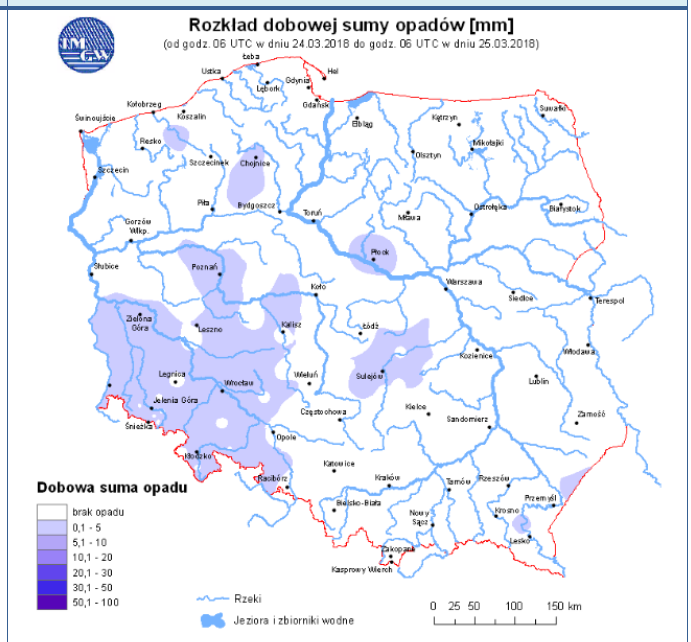 Rozkład dobowej sumy opadów [mm]
(od godz. 06 UTC w dniu 24.03.2018 do godz. 06 UTC w dniu 25.03.2018)
IM
GW
Łeba
Ustka
Hel
Gdynia
Lębork
Gdańsk
Kołobrzeg
Koszalin
Świnoujście
Elbląg
Kętrzyn
Suwałki
Resko
Szczecinek
Chojnice
Olsztyn
Mikołajki
Szczecin
Piła
Bydgoszcz
Toruń
Mława
Ostrołęka
Białystok
Gorzów
Wlkp.
Płock
Słubice
Poznań
Koło
Warszawa
Siedlce
Terespol
Zielona
Góra
Leszno
Kalisz
Łódź
Kozienice
Włodawa
Legnica
Wrocław
Wieluń
Sulejów
Lublin
Jelenia Góra
Śnieżka
Częstochowa
Kielce
Sandomierz
Zamość
Opole
Kłodzko
Racibórz
Katowice
Kraków
Tarnów
Rzeszów
Przemyśl
Bielsko-Biała
Nowy
Sącz
Krosno
Lesko
Zakopane
Kasprowy Wierch
Dobowa suma opadu
brak opadu
0,1 - 5
5,1 - 10
10,1 - 20
20,1 - 30
30,1 - 50
50,1 - 100
Rzeki
Jeziora i zbiorniki wodne
0 25 50 100 150 km